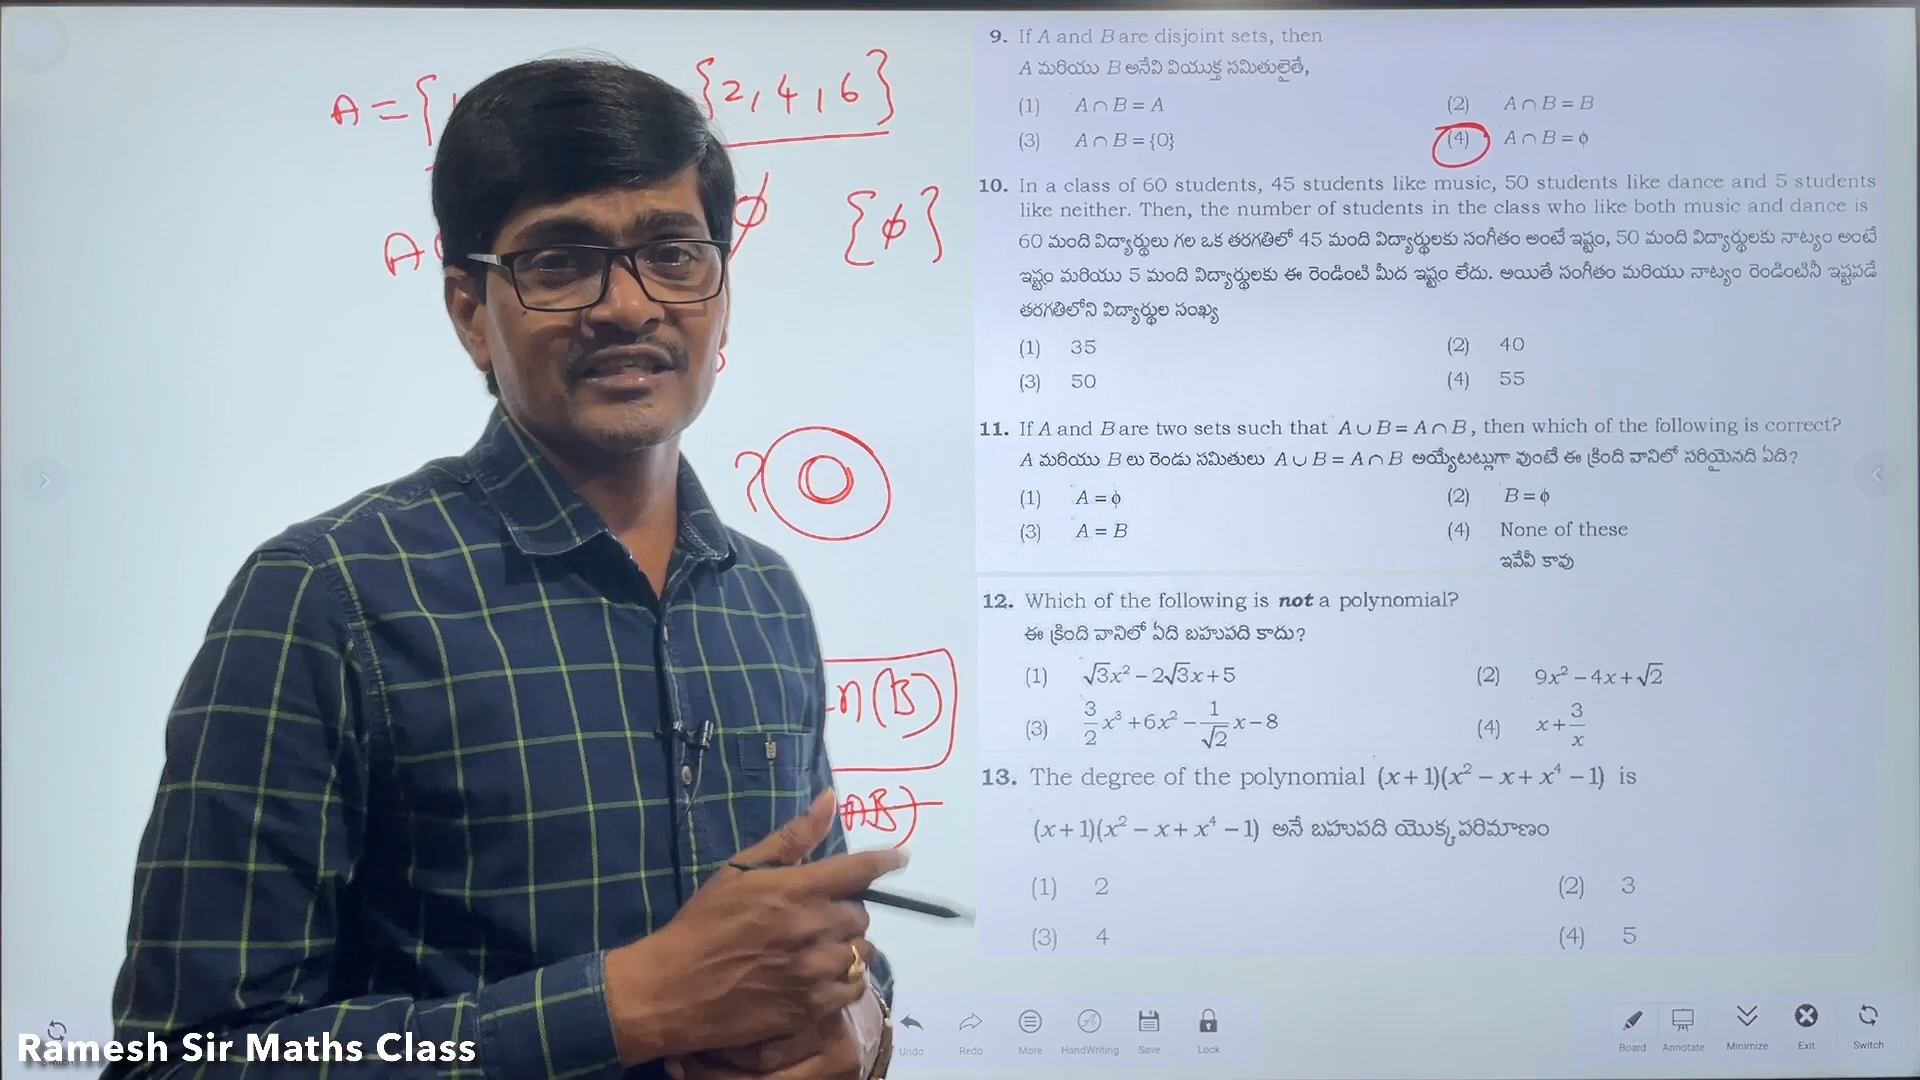 A = {1, {2, 4, 6}
A
ϕ {ϕ}
n(B)
9. If A and B are disjoint sets, then
A మరియు B అనేవి వియుక్త సమితులైతే,
(1) A∩B = A (2) A∩B = B
(3) A∩B = {0} (4) A∩B = ϕ
10. In a class of 60 students, 45 students like music, 50 students like dance and 5 students
like neither. Then, the number of students in the class who like both music and dance is
60 మంది విద్యార్థులు గల ఒక తరగతిలో 45 మంది విద్యార్థులకు సంగీతం అంటే ఇష్టం, 50 మంది విద్యార్థులకు నాట్యం అంటే
ఇష్టం మరియు 5 మంది విద్యార్థులకు ఈ రెండింటి మీద ఇష్టం లేదు. అయితే సంగీతం మరియు నాట్యం రెండింటినీ ఇష్టపడే
తరగతిలోని విద్యార్థుల సంఖ్య
(1) 35 (2) 40
(3) 50 (4) 55
11. If A and B are two sets such that A∪B = A∩B, then which of the following is correct?
A మరియు B లు రెండు సమితులు A∪B = A∩B అయ్యేటట్లుగా వుంటే ఈ క్రింది వానిలో సరియైనది ఏది?
(1) A = ϕ (2) B = ϕ
(3) A = B (4) None of these
ఇవేవీ కావు
12. Which of the following is not a polynomial?
ఈ క్రింది వానిలో ఏది బహుపది కాదు?
(1) √3x² − 2√3x + 5 (2) 9x² − 4x + √2
(3) 3/2 x³ + 6x² − 1/√2 x − 8 (4) x + 3/x
13. The degree of the polynomial (x+1)(x² − x + x⁴ − 1) is
(x+1)(x² − x + x⁴ − 1) అనే బహుపది యొక్క పరిమాణం
(1) 2 (2) 3
(3) 4 (4) 5
Undo Redo More HandWriting Save Lock Board Annotate Minimize Exit Switch
Ramesh Sir Maths Class